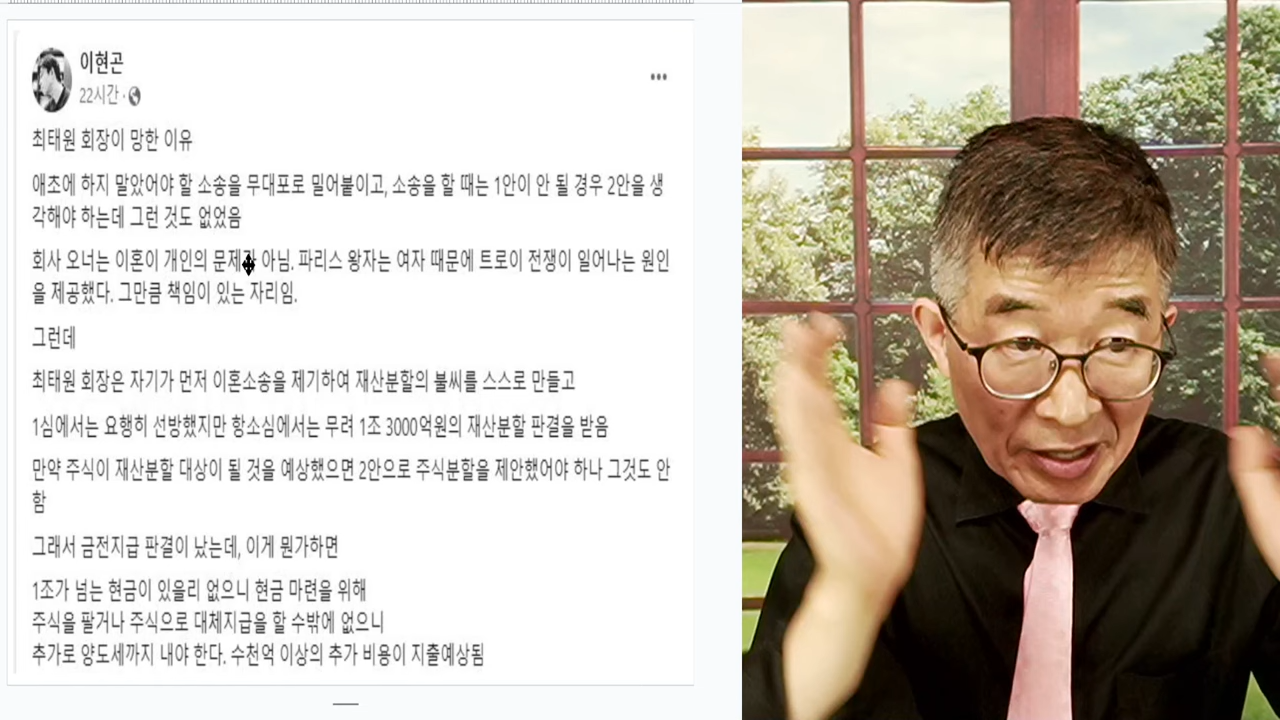 이현곤
22시간 ·
최태원 회장이 망한 이유
애초에 하지 말았어야 할 소송을 무대포로 밀어붙이고, 소송을 할 때는 1안이 안 될 경우 2안을 생
각해야 하는데 그런 것도 없었음
회사 오너는 이혼이 개인의 문제가 아님. 파리스 왕자는 여자 때문에 트로이 전쟁이 일어나는 원인
을 제공했다. 그만큼 책임이 있는 자리임.
그런데
최태원 회장은 자기가 먼저 이혼소송을 제기하여 재산분할의 불씨를 스스로 만들고
1심에서는 요행히 선방했지만 항소심에서는 무려 1조 3000억원의 재산분할 판결을 받음
만약 주식이 재산분할 대상이 될 것을 예상했으면 2안으로 주식분할을 제안했어야 하나 그것도 안
함
그래서 금전지급 판결이 났는데, 이게 뭔가하면
1조가 넘는 현금이 있을리 없으니 현금 마련을 위해
주식을 팔거나 주식으로 대체지급을 할 수밖에 없으니
추가로 양도세까지 내야 한다. 수천억 이상의 추가 비용이 지출예상됨